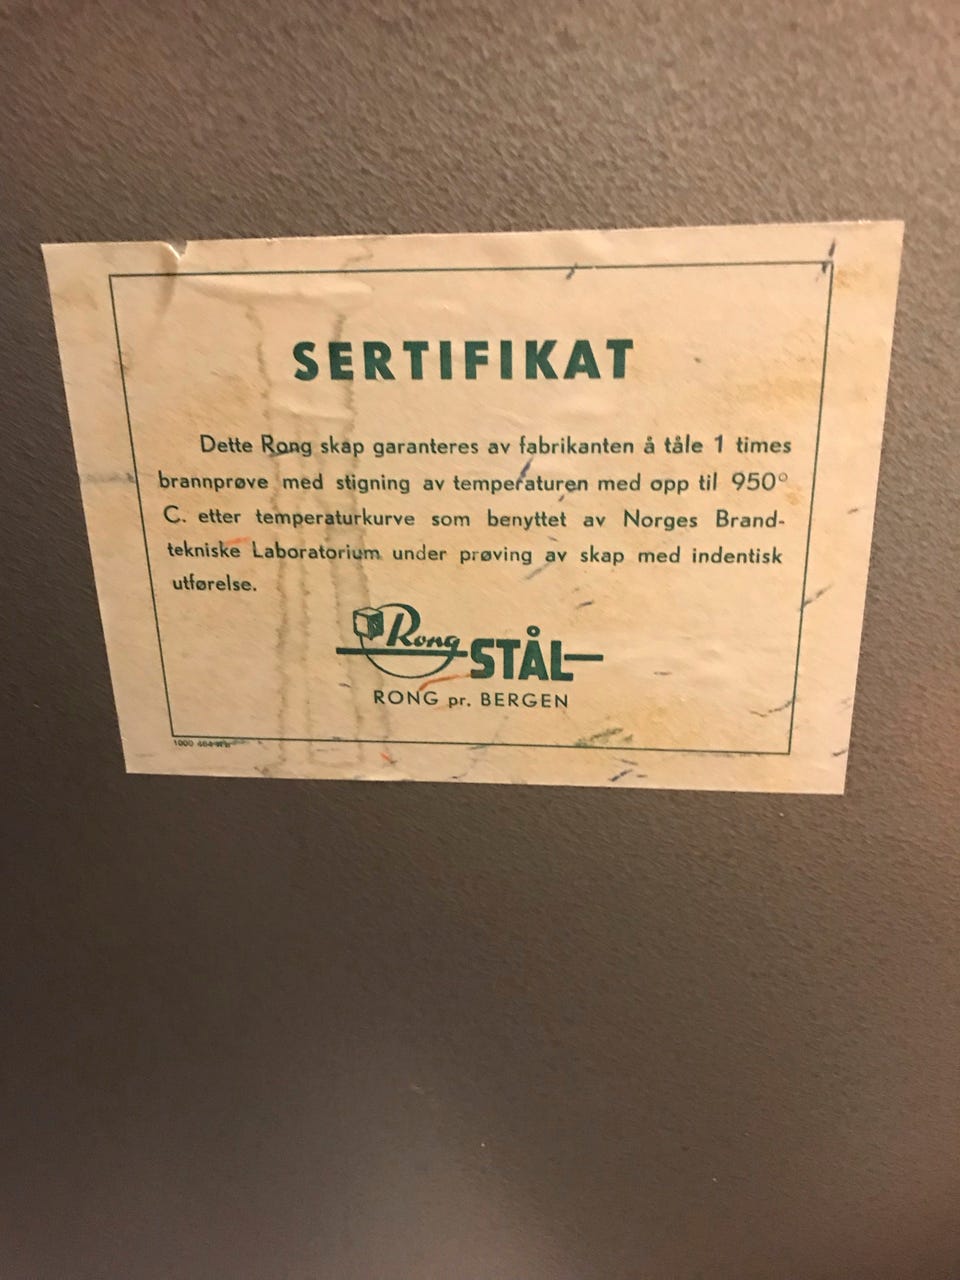 SERTIFIKAT
Dette Rong skap garanteres av fabrikanten å tåle 1 times
brannprøve med stigning av temperaturen med opp til 950°
C. etter temperaturkurve som benyttet av Norges Brand-
tekniske Laboratorium under prøving av skap med indentisk
utførelse.
Rong STÅL
RONG pr. BERGEN
1000